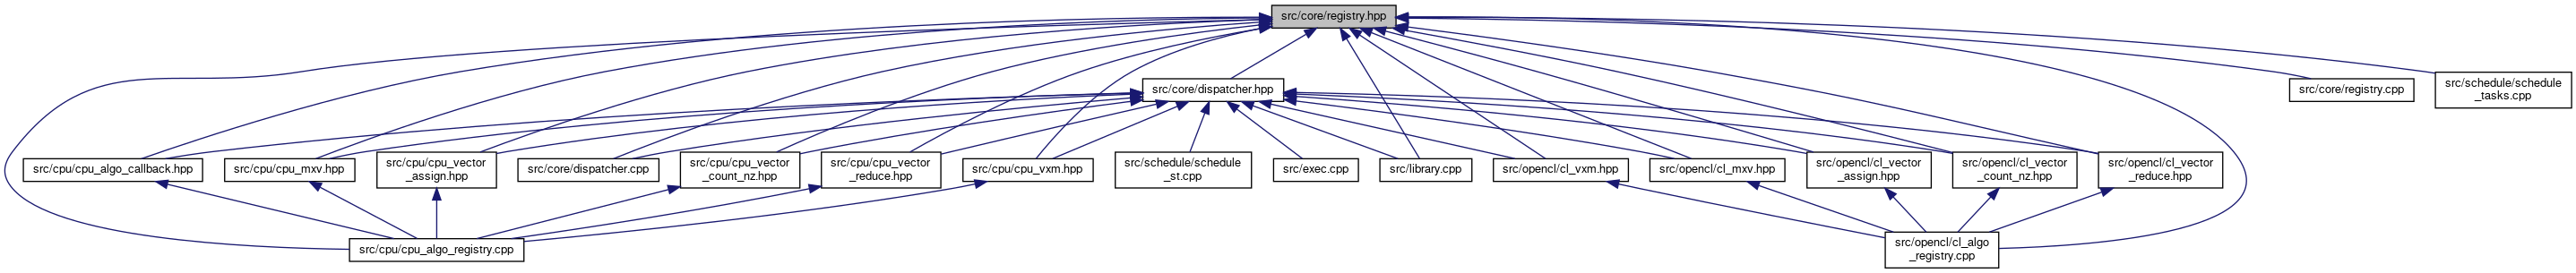 src/core/registry.hpp
src/core/dispatcher.hpp
src/core/registry.cpp
src/schedule/schedule
_tasks.cpp
src/cpu/cpu_algo_callback.hpp
src/cpu/cpu_mxv.hpp
src/cpu/cpu_vector
_assign.hpp
src/core/dispatcher.cpp
src/cpu/cpu_vector
_count_nz.hpp
src/cpu/cpu_vector
_reduce.hpp
src/cpu/cpu_vxm.hpp
src/schedule/schedule
_st.cpp
src/exec.cpp
src/library.cpp
src/opencl/cl_vxm.hpp
src/opencl/cl_mxv.hpp
src/opencl/cl_vector
_assign.hpp
src/opencl/cl_vector
_count_nz.hpp
src/opencl/cl_vector
_reduce.hpp
src/cpu/cpu_algo_registry.cpp
src/opencl/cl_algo
_registry.cpp